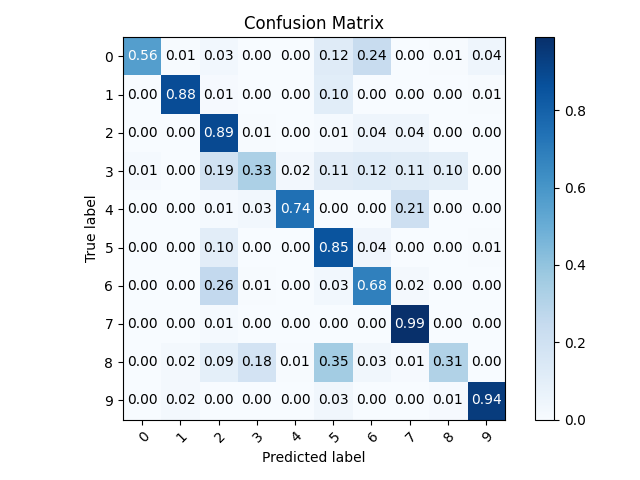 Confusion Matrix
0 0.56 0.01 0.03 0.00 0.00 0.12 0.24 0.00 0.01 0.04
1 0.00 0.88 0.01 0.00 0.00 0.10 0.00 0.00 0.00 0.01
2 0.00 0.00 0.89 0.01 0.00 0.01 0.04 0.04 0.00 0.00
3 0.01 0.00 0.19 0.33 0.02 0.11 0.12 0.11 0.10 0.00
4 0.00 0.00 0.01 0.03 0.74 0.00 0.00 0.21 0.00 0.00
5 0.00 0.00 0.10 0.00 0.00 0.85 0.04 0.00 0.00 0.01
6 0.00 0.00 0.26 0.01 0.00 0.03 0.68 0.02 0.00 0.00
7 0.00 0.00 0.01 0.00 0.00 0.00 0.00 0.99 0.00 0.00
8 0.00 0.02 0.09 0.18 0.01 0.35 0.03 0.01 0.31 0.00
9 0.00 0.02 0.00 0.00 0.00 0.03 0.00 0.00 0.01 0.94
0 1 2 3 4 5 6 7 8 9
Predicted label
True label
0.8
0.6
0.4
0.2
0.0